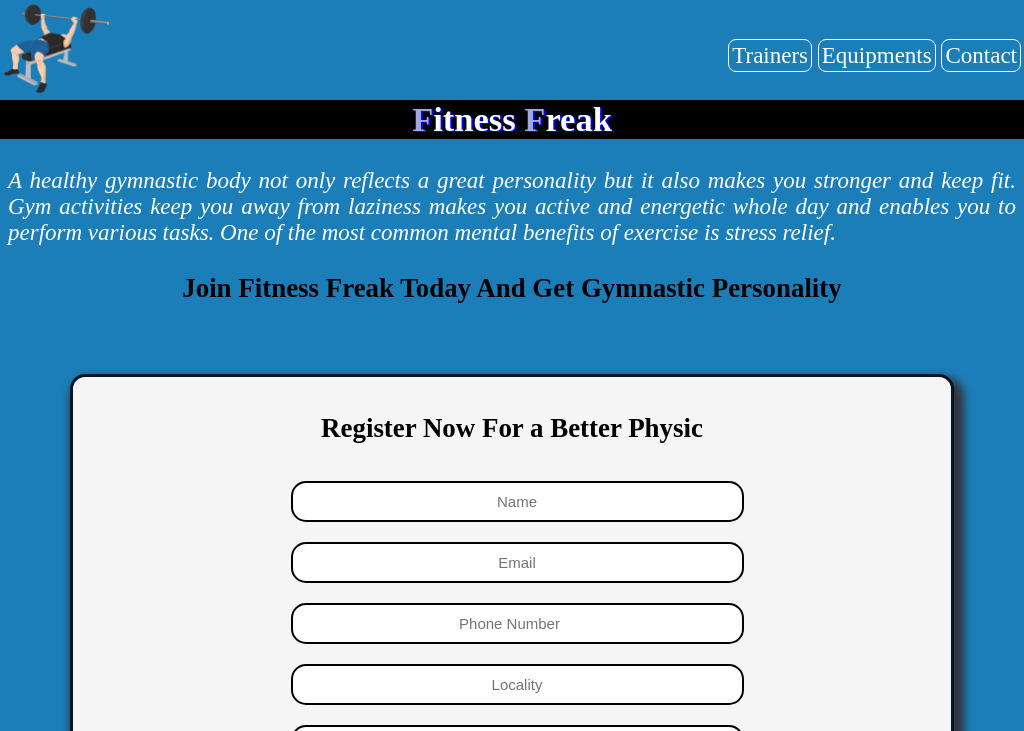 Trainers Equipments Contact
Fitness Freak
A healthy gymnastic body not only reflects a great personality but it also makes you stronger and keep fit.
Gym activities keep you away from laziness makes you active and energetic whole day and enables you to
perform various tasks. One of the most common mental benefits of exercise is stress relief.
Join Fitness Freak Today And Get Gymnastic Personality
Register Now For a Better Physic
Name
Email
Phone Number
Locality